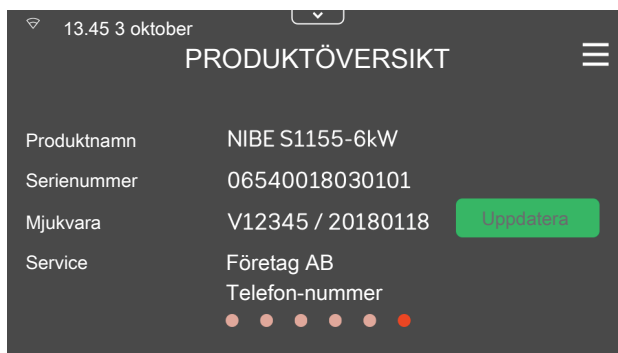 13.45 3 oktober
PRODUKTÖVERSIKT
Produktnamn NIBE S1155-6kW
Serienummer 06540018030101
Mjukvara V12345 / 20180118 Uppdatera
Service Företag AB
Telefon-nummer